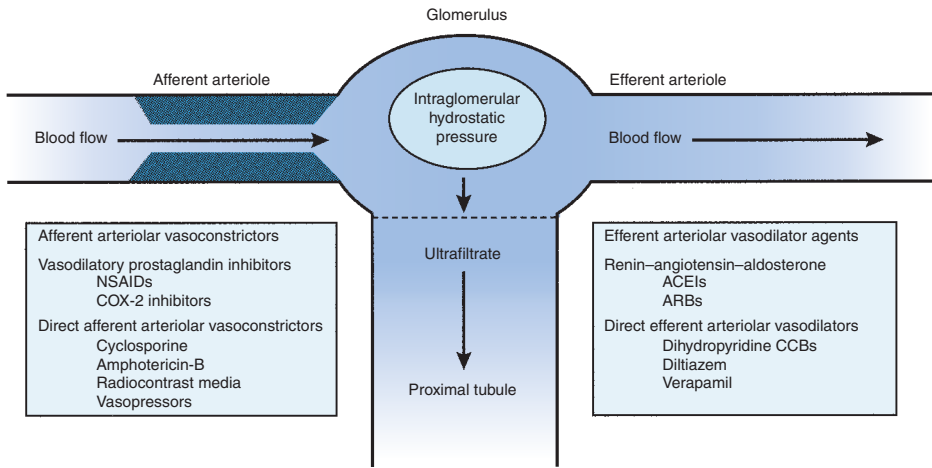 Glomerulus
Afferent arteriole
Efferent arteriole
Intraglomerular
hydrostatic
pressure
Blood flow
Blood flow
Ultrafiltrate
Proximal tubule
Afferent arteriolar vasoconstrictors
Vasodilatory prostaglandin inhibitors
NSAIDs
COX-2 inhibitors
Direct afferent arteriolar vasoconstrictors
Cyclosporine
Amphotericin-B
Radiocontrast media
Vasopressors
Efferent arteriolar vasodilator agents
Renin–angiotensin–aldosterone
ACEIs
ARBs
Direct efferent arteriolar vasodilators
Dihydropyridine CCBs
Diltiazem
Verapamil